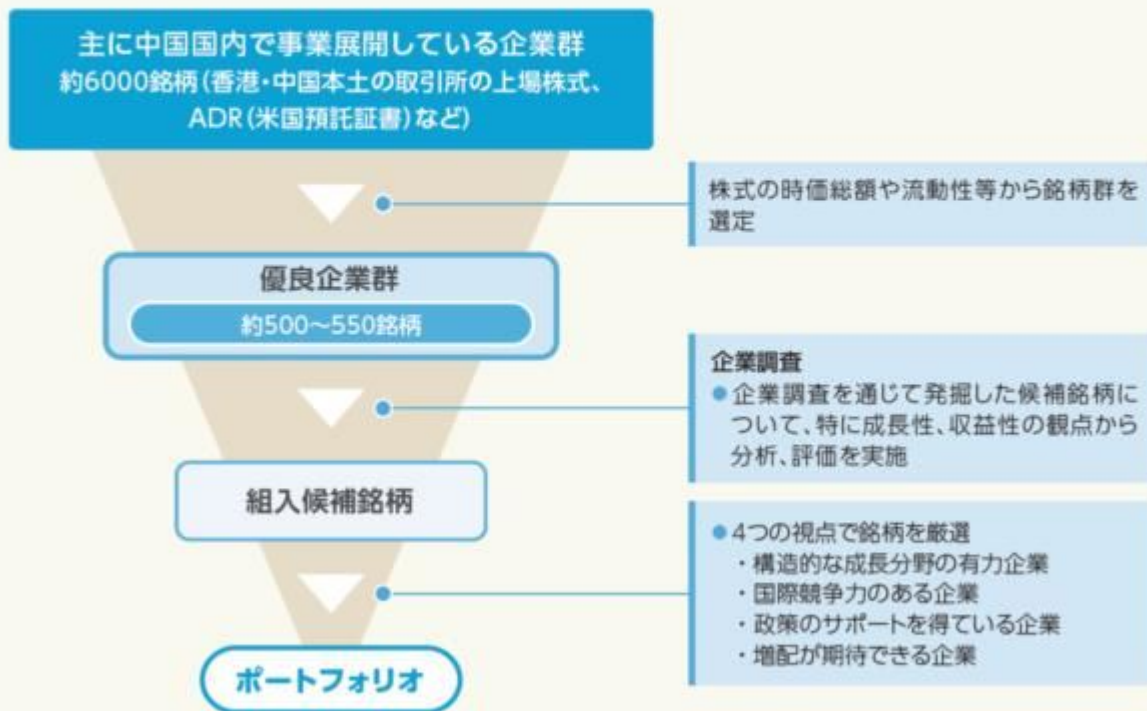 主に中国国内で事業展開している企業群
約6000銘柄(香港・中国本土の取引所の上場株式、
ADR(米国預託証書)など)
株式の時価総額や流動性等から銘柄群を
選定
優良企業群
約500〜550銘柄
企業調査
●企業調査を通じて発掘した候補銘柄に
ついて、特に成長性、収益性の観点から
分析、評価を実施
組入候補銘柄
●4つの視点で銘柄を厳選
・構造的な成長分野の有力企業
・国際競争力のある企業
・政策のサポートを得ている企業
・増配が期待できる企業
ポートフォリオ